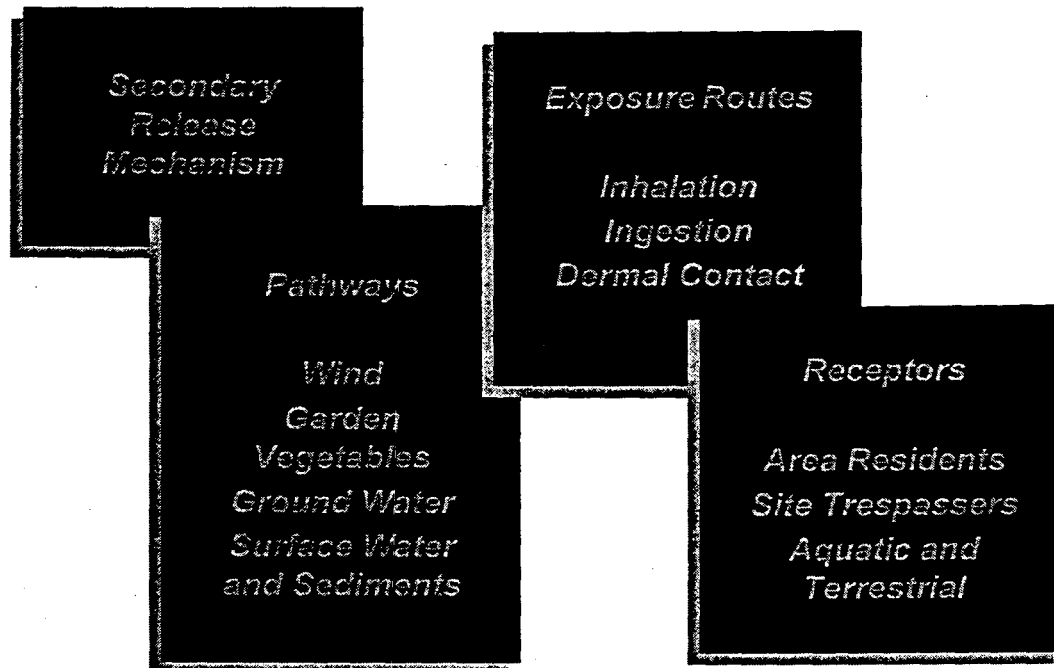 Secondary
Release
Mechanism
Pathways
Wind
Garden
Vegetables
Ground Water
Surface Water
and Sediments
Exposure Routes
Inhalation
Ingestion
Dermal Contact
Receptors
Area Residents
Site Trespassers
Aquatic and
Terrestrial